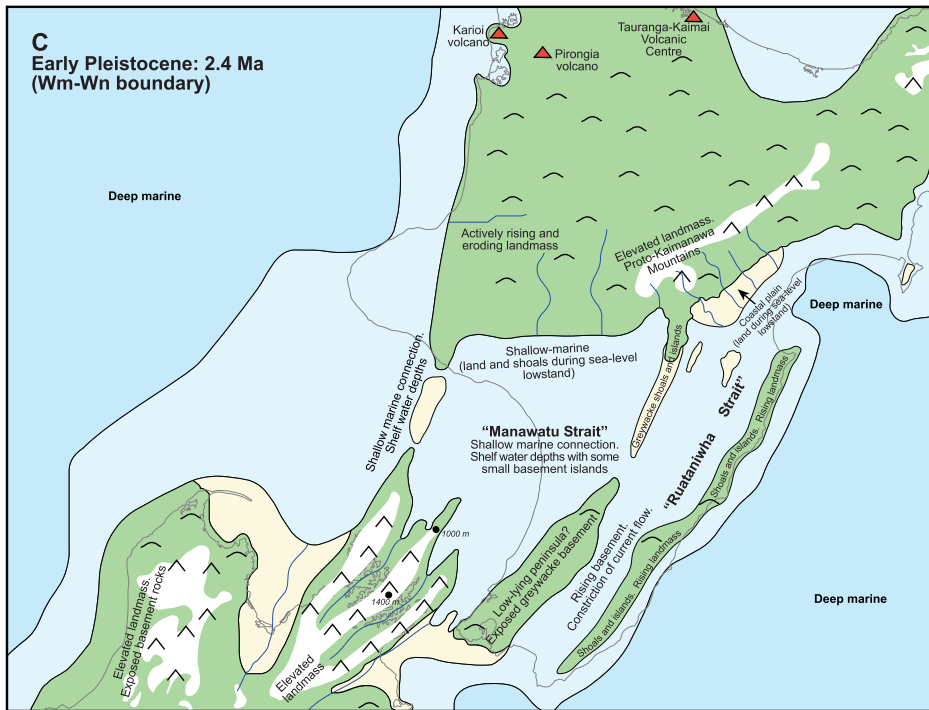 C
Early Pleistocene: 2.4 Ma
(Wm-Wn boundary)
Karioi
volcano
Pirongia
volcano
Tauranga-Kaimai
Volcanic
Centre
Deep marine
Actively rising and
eroding landmass
Elevated landmass.
Proto-Kaimanawa
Mountains
Coastal plain
(land during sea-level
lowstand)
Deep marine
Shallow-marine
(land and shoals during sea-level
lowstand)
Greywacke shoals and islands
Shallow marine connection.
Shelf water depths
“Manawatu Strait”
Shallow marine connection.
Shelf water depths with some
small basement islands
“Ruataniwha Strait”
Shoals and islands. Rising landmass
Shoals and islands. Rising landmass
Rising basement.
Constriction of current flow.
Low-lying peninsula?
Exposed greywacke basement
1000 m
1400 m
Elevated landmass.
Exposed basement rocks
Elevated
landmass
Deep marine